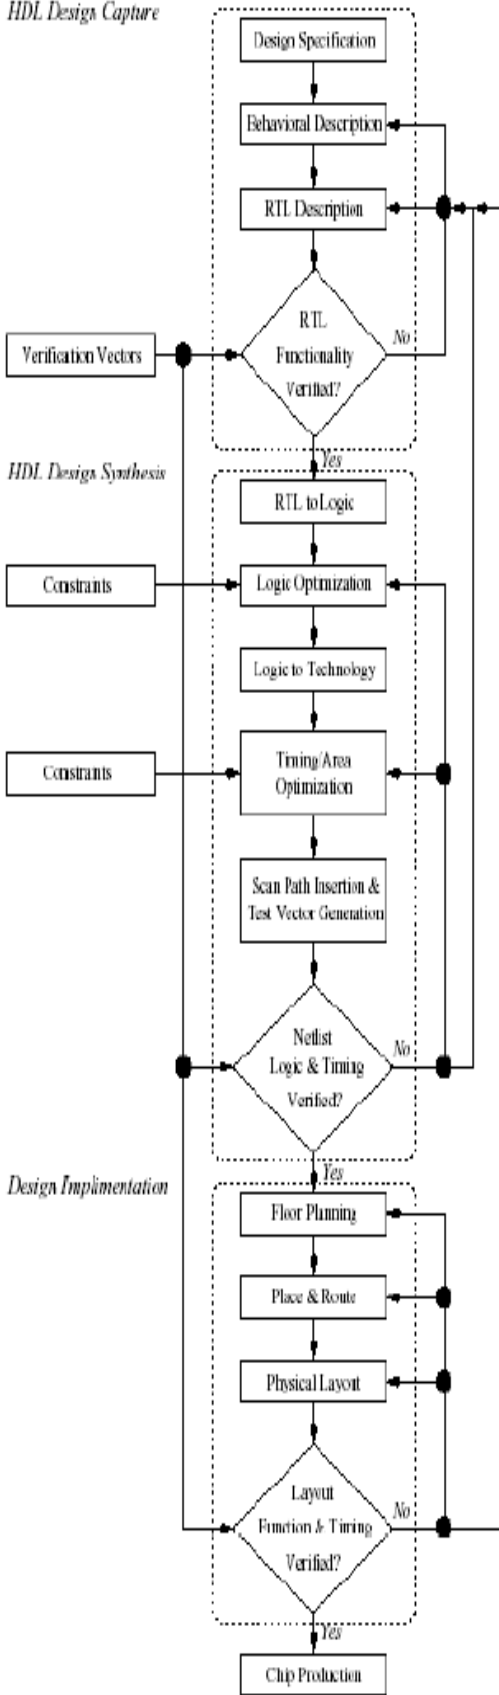 HDL Design Capture
Design Specification
Behavioral Description
RTL Description
RTL
Functionality
Verified?
No
Verification Vectors
Yes
HDL Design Synthesis
RTL to Logic
Constraints
Logic Optimization
Logic to Technology
Constraints
Timing/Area
Optimization
Scan Path Insertion &
Test Vector Generation
Netlist
Logic & Timing
Verified?
No
Yes
Design Implimentation
Floor Planning
Place & Route
Physical Layout
Layout
Function & Timing
Verified?
No
Yes
Chip Production